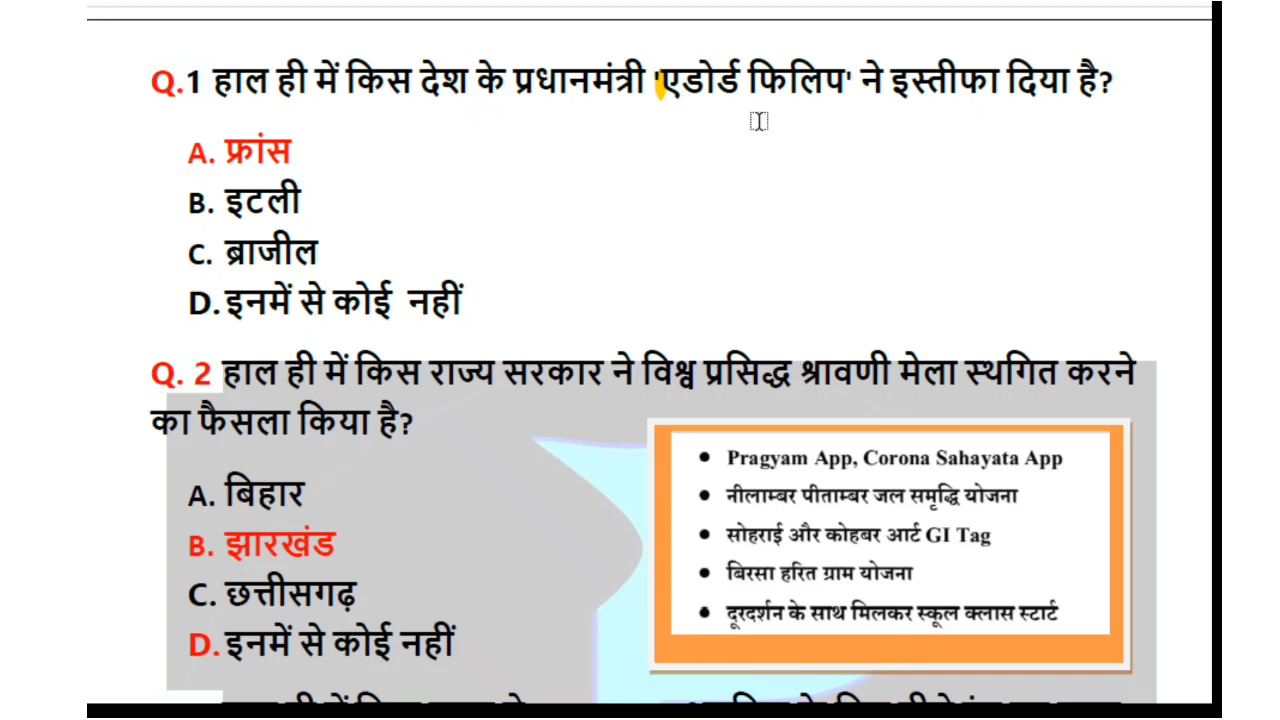 Q.1 हाल ही में किस देश के प्रधानमंत्री 'एडोर्ड फिलिप' ने इस्तीफा दिया है?
A. फ्रांस
B. इटली
C. ब्राजील
D. इनमें से कोई नहीं
Q. 2 हाल ही में किस राज्य सरकार ने विश्व प्रसिद्ध श्रावणी मेला स्थगित करने
का फैसला किया है?
A. बिहार
B. झारखंड
C. छत्तीसगढ़
D. इनमें से कोई नहीं
• Pragyam App, Corona Sahayata App
• नीलाम्बर पीताम्बर जल समृद्धि योजना
• सोहराई और कोहबर आर्ट GI Tag
• बिरसा हरित ग्राम योजना
• दूरदर्शन के साथ मिलकर स्कूल क्लास स्टार्ट